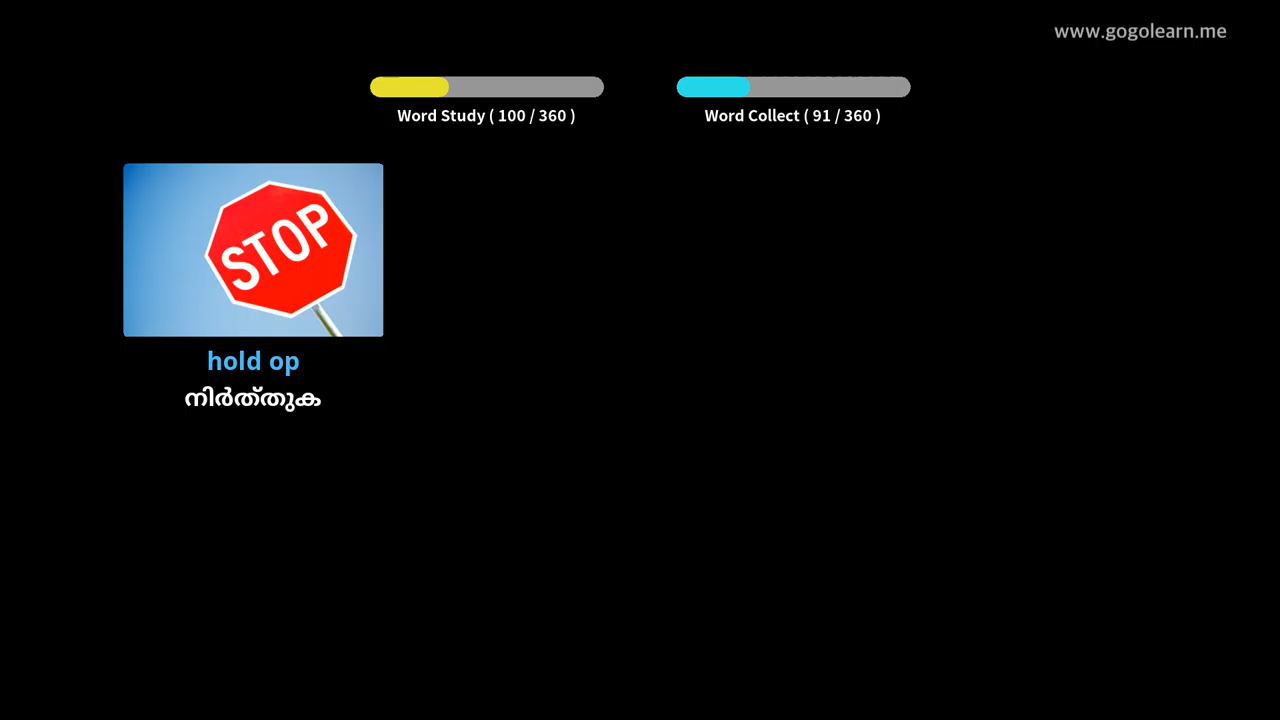 www.gogolearn.me
Word Study ( 100 / 360 )
Word Collect ( 91 / 360 )
STOP
hold op
നിർത്തുക